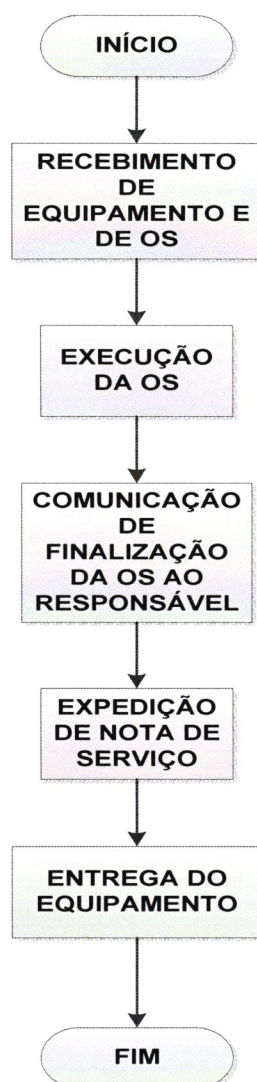 INÍCIO
RECEBIMENTO
DE
EQUIPAMENTO E
DE OS
EXECUÇÃO
DA OS
COMUNICAÇÃO
DE
FINALIZAÇÃO
DA OS AO
RESPONSÁVEL
EXPEDIÇÃO
DE NOTA DE
SERVIÇO
ENTREGA DO
EQUIPAMENTO
FIM